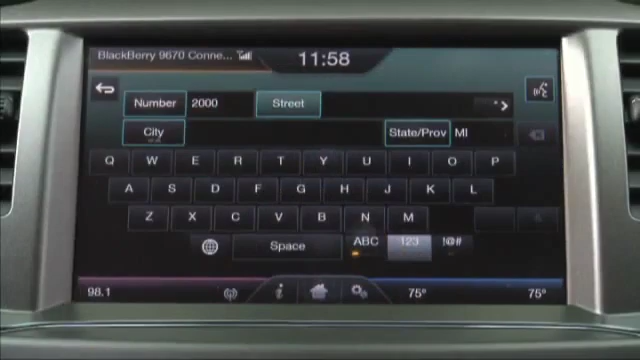 BlackBerry 9670 Conne...
11:58
Number 2000 Street
City State/Prov MI
Q W E R T Y U I O P
A S D F G H J K L
Z X C V B N M
Space ABC 123 !@#
98.1 i 75° 75°